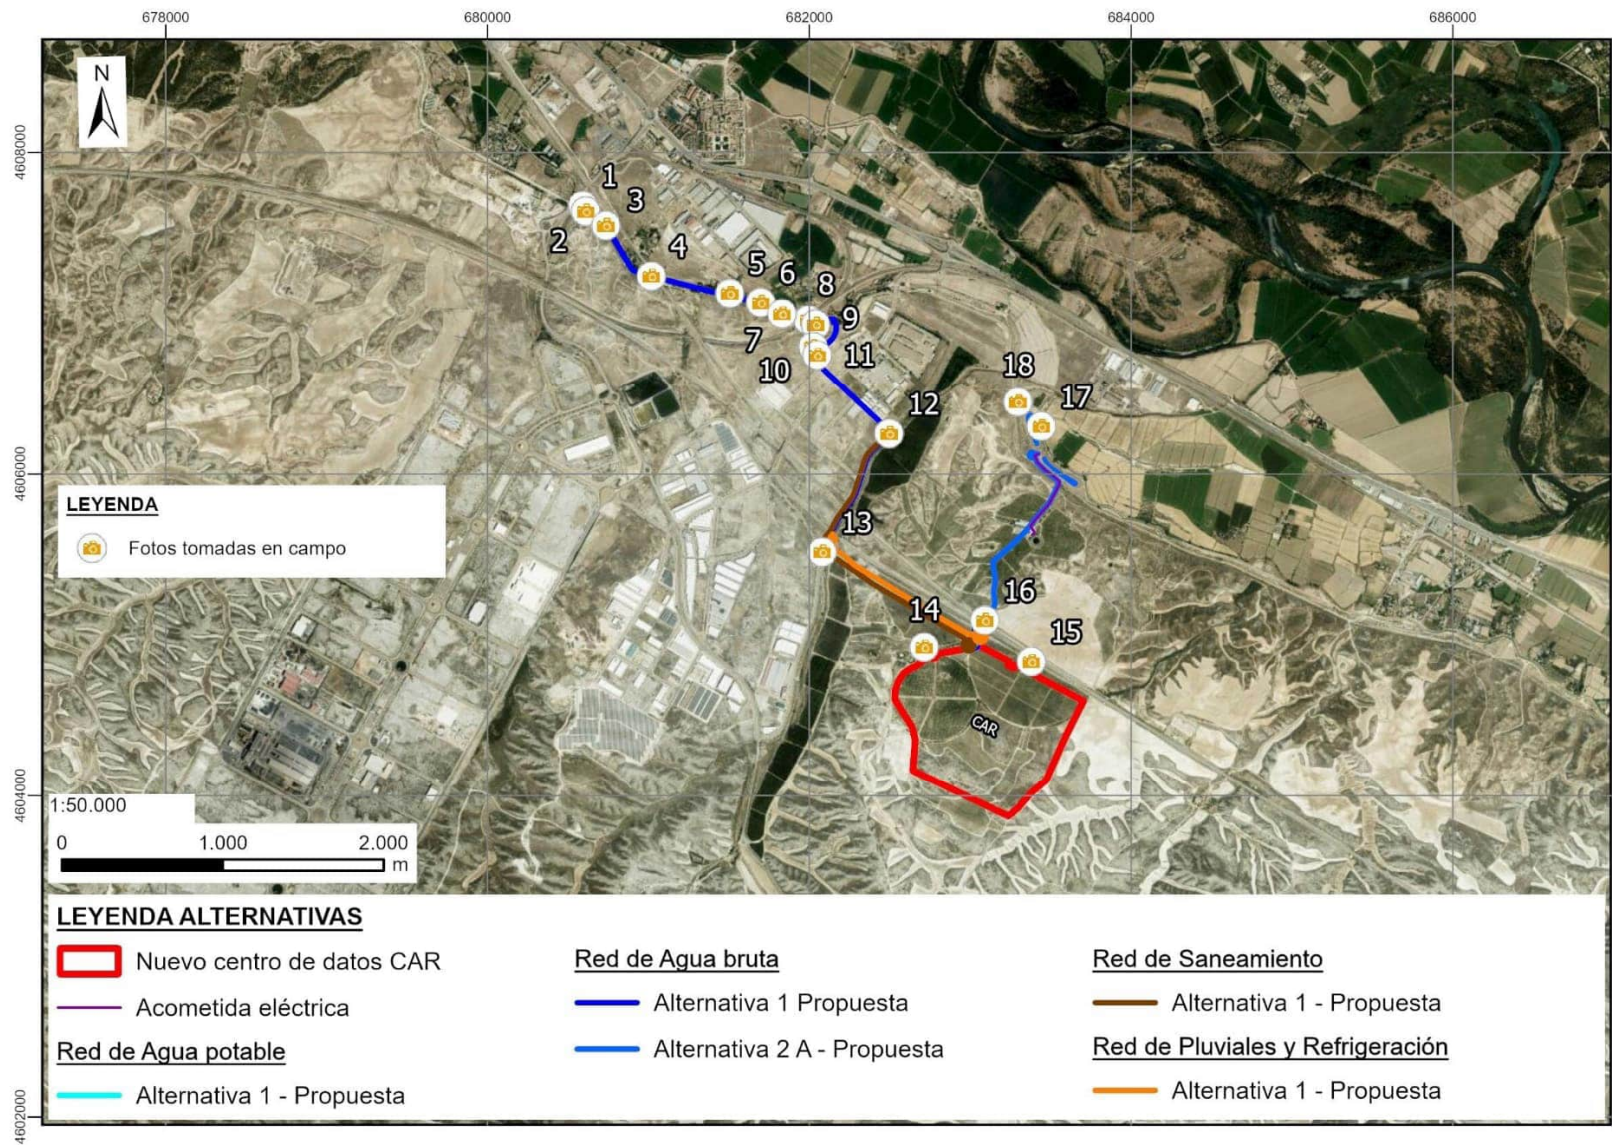 678000 680000 682000 684000 686000
N
4608000
4606000
4604000
4602000
1
3
2
4
5
6
8
7
9
10
11
12
18
17
13
16
14
15
CAR
LEYENDA
Fotos tomadas en campo
1:50.000
0 1.000 2.000
m
LEYENDA ALTERNATIVAS
Nuevo centro de datos CAR
Acometida eléctrica
Red de Agua potable
Alternativa 1 - Propuesta
Red de Agua bruta
Alternativa 1 Propuesta
Alternativa 2 A - Propuesta
Red de Saneamiento
Alternativa 1 - Propuesta
Red de Pluviales y Refrigeración
Alternativa 1 - Propuesta